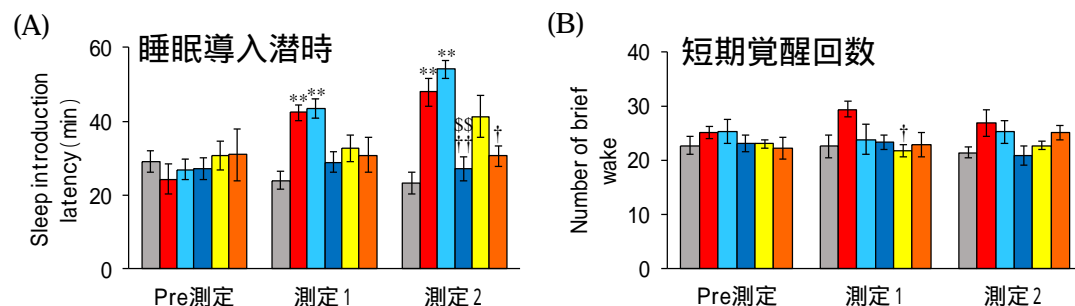 (A)
睡眠導入潜時
Sleep introduction
latency(min)
60
40
20
0
**
**
**
**
$$
††
†
Pre測定
測定1
測定2
(B)
短期覚醒回数
Number of brief
wake
40
30
20
10
0
†
Pre測定
測定1
測定2